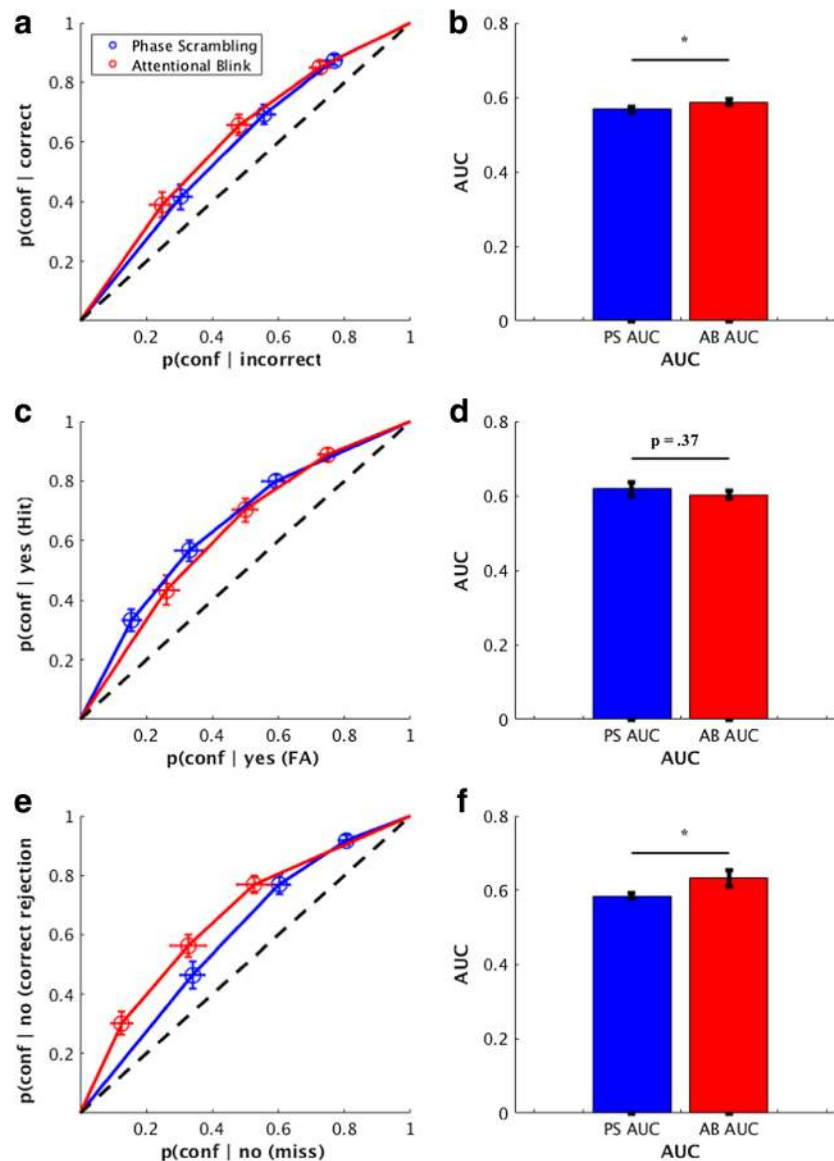 a
Phase Scrambling
Attentional Blink
p(conf | correct
1
0.8
0.6
0.4
0.2
0.2
0.4
0.6
0.8
1
p(conf | incorrect
b
*
AUC
0.8
0.6
0.4
0.2
0
PS AUC
AB AUC
AUC
c
p(conf | yes (Hit)
1
0.8
0.6
0.4
0.2
0.2
0.4
0.6
0.8
1
p(conf | yes (FA)
d
p = .37
AUC
0.8
0.6
0.4
0.2
0
PS AUC
AB AUC
AUC
e
p(conf | no (correct rejection
1
0.8
0.6
0.4
0.2
0.2
0.4
0.6
0.8
1
p(conf | no (miss)
f
*
AUC
0.8
0.6
0.4
0.2
0
PS AUC
AB AUC
AUC